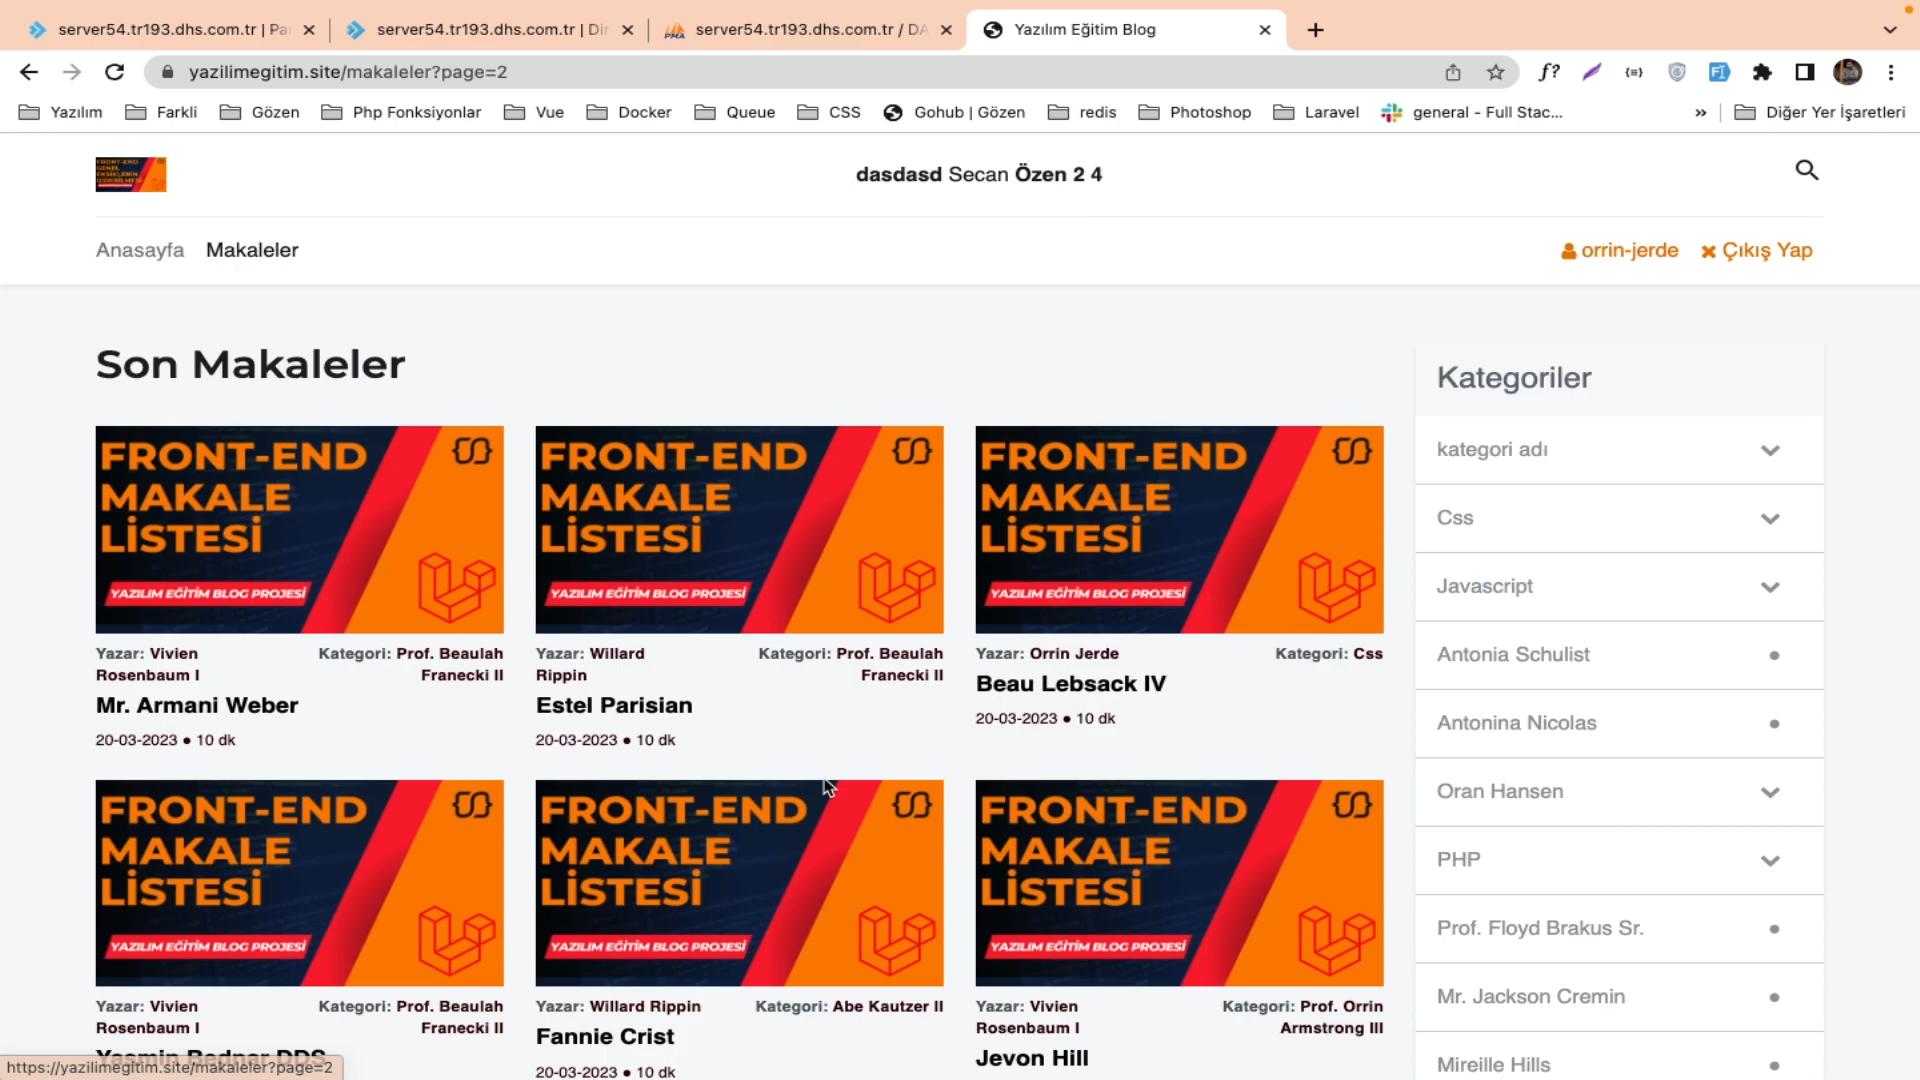 server54.tr193.dhs.com.tr | Pa
server54.tr193.dhs.com.tr | Dir
server54.tr193.dhs.com.tr / DA
Yazılım Eğitim Blog
yazilimegitim.site/makaleler?page=2
Yazılım
Farkli
Gözen
Php Fonksiyonlar
Vue
Docker
Queue
CSS
Gohub | Gözen
redis
Photoshop
Laravel
general - Full Stac...
»
Diğer Yer İşaretleri
dasdasd Secan Özen 2 4
Anasayfa
Makaleler
orrin-jerde
Çıkış Yap
Son Makaleler
FRONT-END
MAKALE
LİSTESİ
YAZILIM EĞİTİM BLOG PROJESİ
Yazar: Vivien
Rosenbaum I
Kategori: Prof. Beaulah
Franecki II
Mr. Armani Weber
20-03-2023 ● 10 dk
FRONT-END
MAKALE
LİSTESİ
YAZILIM EĞİTİM BLOG PROJESİ
Yazar: Willard
Rippin
Kategori: Prof. Beaulah
Franecki II
Estel Parisian
20-03-2023 ● 10 dk
FRONT-END
MAKALE
LİSTESİ
YAZILIM EĞİTİM BLOG PROJESİ
Yazar: Orrin Jerde
Kategori: Css
Beau Lebsack IV
20-03-2023 ● 10 dk
FRONT-END
MAKALE
LİSTESİ
YAZILIM EĞİTİM BLOG PROJESİ
Yazar: Vivien
Rosenbaum I
Kategori: Prof. Beaulah
Franecki II
Yasmin Bednar DDS
FRONT-END
MAKALE
LİSTESİ
YAZILIM EĞİTİM BLOG PROJESİ
Yazar: Willard Rippin
Kategori: Abe Kautzer II
Fannie Crist
20-03-2023 ● 10 dk
FRONT-END
MAKALE
LİSTESİ
YAZILIM EĞİTİM BLOG PROJESİ
Yazar: Vivien
Rosenbaum I
Kategori: Prof. Orrin
Armstrong III
Jevon Hill
Kategoriler
kategori adı
Css
Javascript
Antonia Schulist
Antonina Nicolas
Oran Hansen
PHP
Prof. Floyd Brakus Sr.
Mr. Jackson Cremin
Mireille Hills
https://yazilimegitim.site/makaleler?page=2